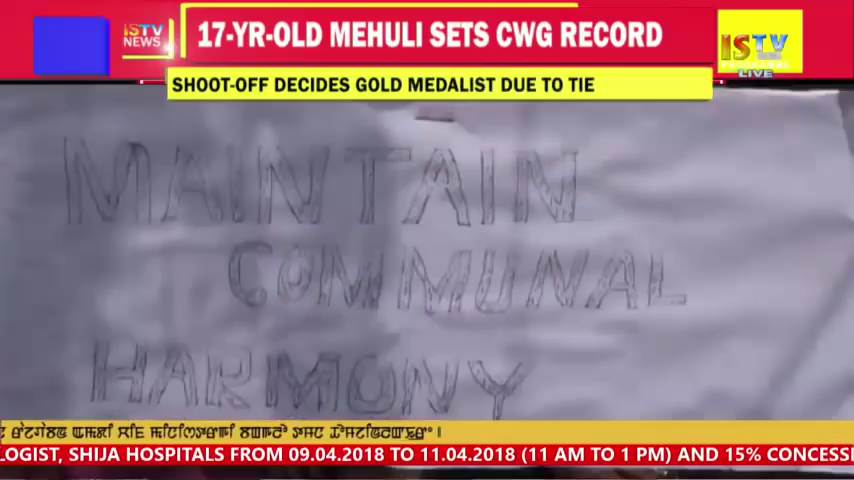 ISTV
NEWS
17-YR-OLD MEHULI SETS CWG RECORD
SHOOT-OFF DECIDES GOLD MEDALIST DUE TO TIE
ISTV
LIVE
MAINTAIN
COMMUNAL
HARMONY
LOGIST, SHIJA HOSPITALS FROM 09.04.2018 TO 11.04.2018 (11 AM TO 1 PM) AND 15% CONCESSI